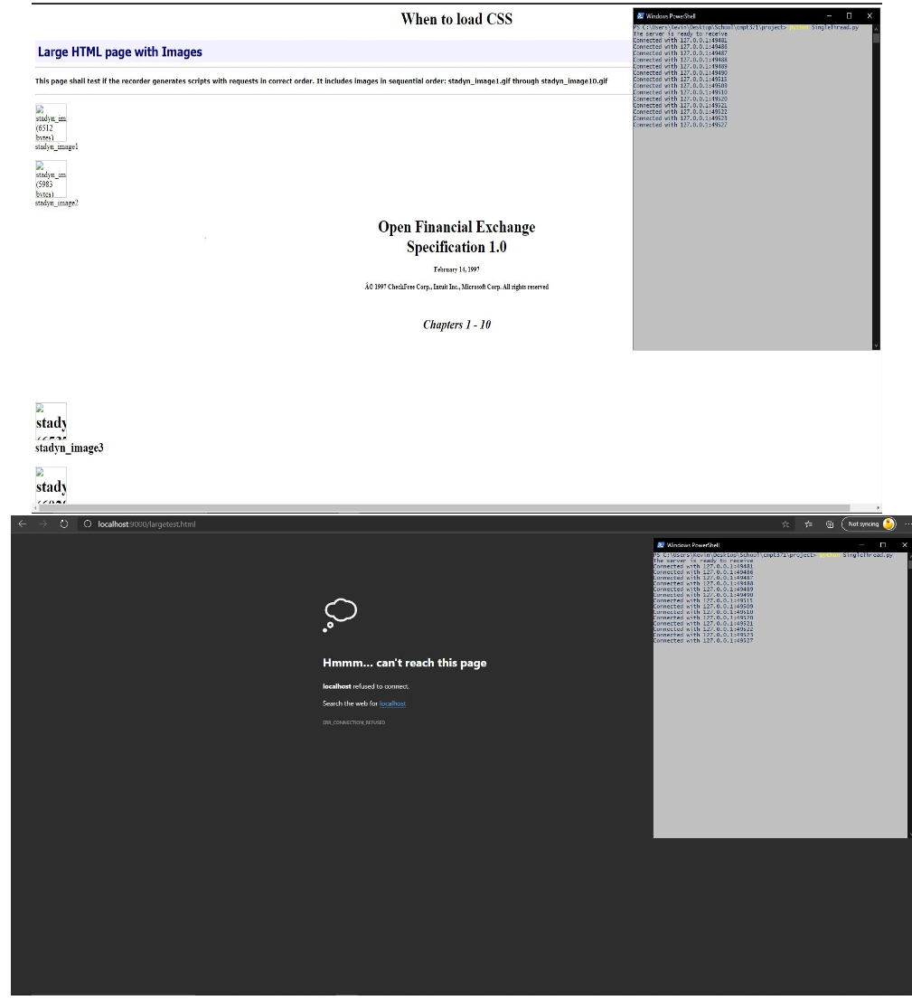 When to load CSS
Large HTML page with Images
This page shall test if the recorder generates scripts with requests in correct order. It includes images in sequential order: stadyn_image1.gif through stadyn_image10.gif
stadyn_im
(6512
bytes)
stadyn_image1
stadyn_im
(5983
bytes)
stadyn_image2
Open Financial Exchange
Specification 1.0
February 14, 1997
Â© 1997 CheckFree Corp., Intuit Inc., Microsoft Corp. All rights reserved
Chapters 1 - 10
stady
stadyn_image3
stady
Windows PowerShell
PS C:\Users\Kevin\Desktop\School\cmpt371\project> python SingleThread.py
The server is ready to receive
Connected with 127.0.0.1:49481
Connected with 127.0.0.1:49486
Connected with 127.0.0.1:49487
Connected with 127.0.0.1:49488
Connected with 127.0.0.1:49489
Connected with 127.0.0.1:49490
Connected with 127.0.0.1:49515
Connected with 127.0.0.1:49509
Connected with 127.0.0.1:49510
Connected with 127.0.0.1:49520
Connected with 127.0.0.1:49521
Connected with 127.0.0.1:49522
Connected with 127.0.0.1:49523
Connected with 127.0.0.1:49527
localhost:9000/largetest.html
Not syncing
Hmmm... can't reach this page
localhost refused to connect.
Search the web for localhost
ERR_CONNECTION_REFUSED
Windows PowerShell
PS C:\Users\Kevin\Desktop\School\cmpt371\project> python SingleThread.py
The server is ready to receive
Connected with 127.0.0.1:49481
Connected with 127.0.0.1:49486
Connected with 127.0.0.1:49487
Connected with 127.0.0.1:49488
Connected with 127.0.0.1:49489
Connected with 127.0.0.1:49490
Connected with 127.0.0.1:49515
Connected with 127.0.0.1:49509
Connected with 127.0.0.1:49510
Connected with 127.0.0.1:49520
Connected with 127.0.0.1:49521
Connected with 127.0.0.1:49522
Connected with 127.0.0.1:49523
Connected with 127.0.0.1:49527